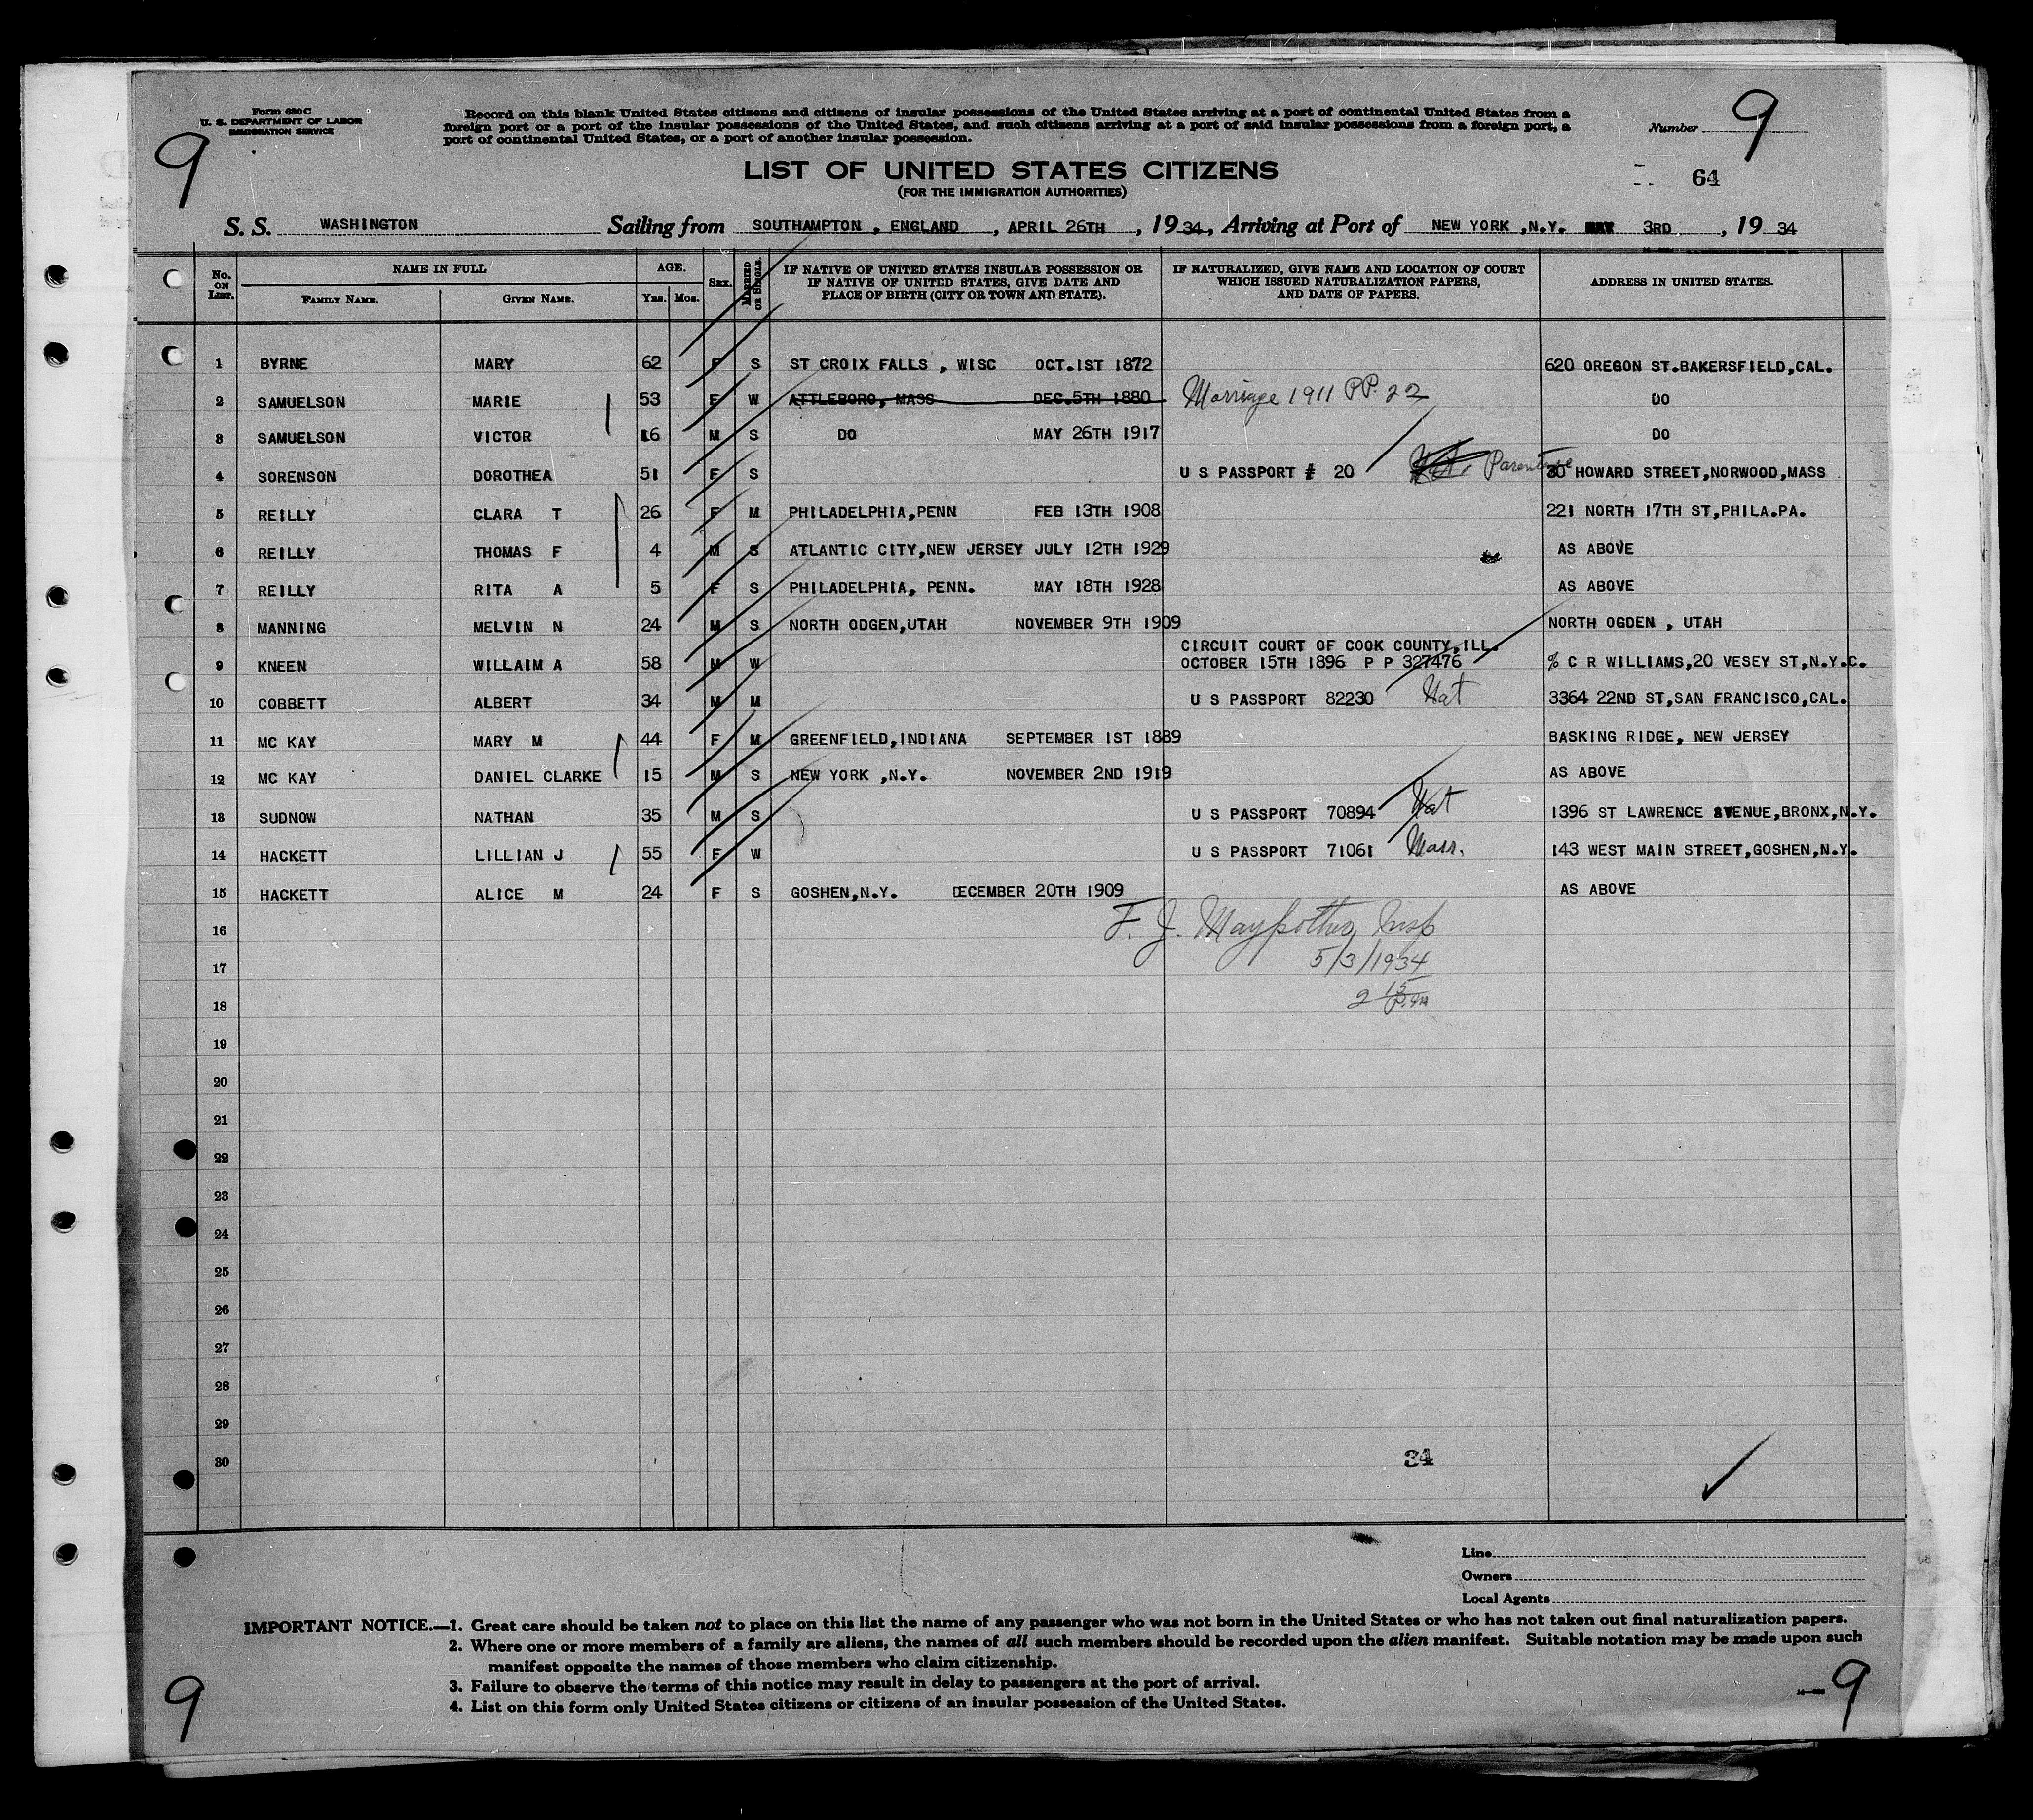 Form 630 C
U. S. DEPARTMENT OF LABOR
IMMIGRATION SERVICE
9
Record on this blank United States citizens and citizens of insular possessions of the United States arriving at a port of continental United States from a
foreign port or a port of the insular possessions of the United States, and such citizens arriving at a port of said insular possessions from a foreign port, a
port of continental United States, or a port of another insular possession.
Number 9
LIST OF UNITED STATES CITIZENS
(FOR THE IMMIGRATION AUTHORITIES)
64
S. S. WASHINGTON Sailing from SOUTHAMPTON, ENGLAND, APRIL 26TH, 1934, Arriving at Port of NEW YORK, N.Y. MAY 3RD, 1934
No. ON LIST. NAME IN FULL AGE. SEX. MARRIED OR SINGLE. IF NATIVE OF UNITED STATES INSULAR POSSESSION OR IF NATIVE OF UNITED STATES, GIVE DATE AND PLACE OF BIRTH (CITY OR TOWN AND STATE). IF NATURALIZED, GIVE NAME AND LOCATION OF COURT WHICH ISSUED NATURALIZATION PAPERS, AND DATE OF PAPERS. ADDRESS IN UNITED STATES.
FAMILY NAME. GIVEN NAME. Yrs. Mos.
1 BYRNE MARY 62 F S ST CROIX FALLS, WISC OCT.1ST 1872 620 OREGON ST.BAKERSFIELD,CAL.
2 SAMUELSON MARIE 53 F W ATTLEBORO, MASS DEC.5TH 1880 Marriage 1911 PP. 22 DO
3 SAMUELSON VICTOR 16 M S DO MAY 26TH 1917 DO
4 SORENSON DOROTHEA 51 F S U S PASSPORT # 20 Parentage 30 HOWARD STREET,NORWOOD,MASS
5 REILLY CLARA T 26 F M PHILADELPHIA,PENN FEB 13TH 1908 221 NORTH 17TH ST,PHILA.PA.
6 REILLY THOMAS F 4 M S ATLANTIC CITY,NEW JERSEY JULY 12TH 1929 AS ABOVE
7 REILLY RITA A 5 F S PHILADELPHIA, PENN. MAY 18TH 1928 AS ABOVE
8 MANNING MELVIN N 24 M S NORTH ODGEN,UTAH NOVEMBER 9TH 1909 NORTH OGDEN, UTAH
9 KNEEN WILLAIM A 58 M W CIRCUIT COURT OF COOK COUNTY,ILL. OCTOBER 15TH 1896 P P 327476 % C R WILLIAMS,20 VESEY ST,N.Y.C.
10 COBBETT ALBERT 34 M M U S PASSPORT 82230 Nat 3364 22ND ST,SAN FRANCISCO,CAL.
11 MC KAY MARY M 44 F M GREENFIELD,INDIANA SEPTEMBER 1ST 1889 BASKING RIDGE, NEW JERSEY
12 MC KAY DANIEL CLARKE 15 M S NEW YORK ,N.Y. NOVEMBER 2ND 1919 AS ABOVE
13 SUDNOW NATHAN 35 M S U S PASSPORT 70894 Nat 1396 ST LAWRENCE AVENUE,BRONX,N.Y.
14 HACKETT LILLIAN J 55 F W U S PASSPORT 71061 Marr. 143 WEST MAIN STREET,GOSHEN,N.Y.
15 HACKETT ALICE M 24 F S GOSHEN,N.Y. DECEMBER 20TH 1909 AS ABOVE
16 F. J. Insp
17 5/3/1934
18 2 15 P.M
19
20
21
22
23
24
25
26
27
28
29
30 34
Line
Owners
Local Agents
IMPORTANT NOTICE.—1. Great care should be taken not to place on this list the name of any passenger who was not born in the United States or who has not taken out final naturalization papers.
2. Where one or more members of a family are aliens, the names of all such members should be recorded upon the alien manifest. Suitable notation may be made upon such
manifest opposite the names of those members who claim citizenship.
3. Failure to observe the terms of this notice may result in delay to passengers at the port of arrival.
4. List on this form only United States citizens or citizens of an insular possession of the United States.
9 9